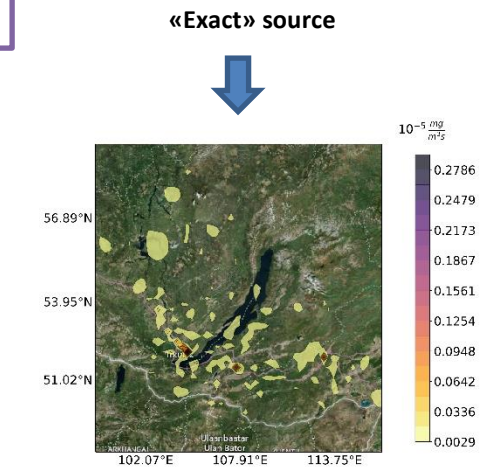 «Exact» source
10⁻⁵ mg/m²s
56.89°N
53.95°N
51.02°N
102.07°E 107.91°E 113.75°E
0.2786
0.2479
0.2173
0.1867
0.1561
0.1254
0.0948
0.0642
0.0336
0.0029
Ulaanbaatar
Ulan Bator